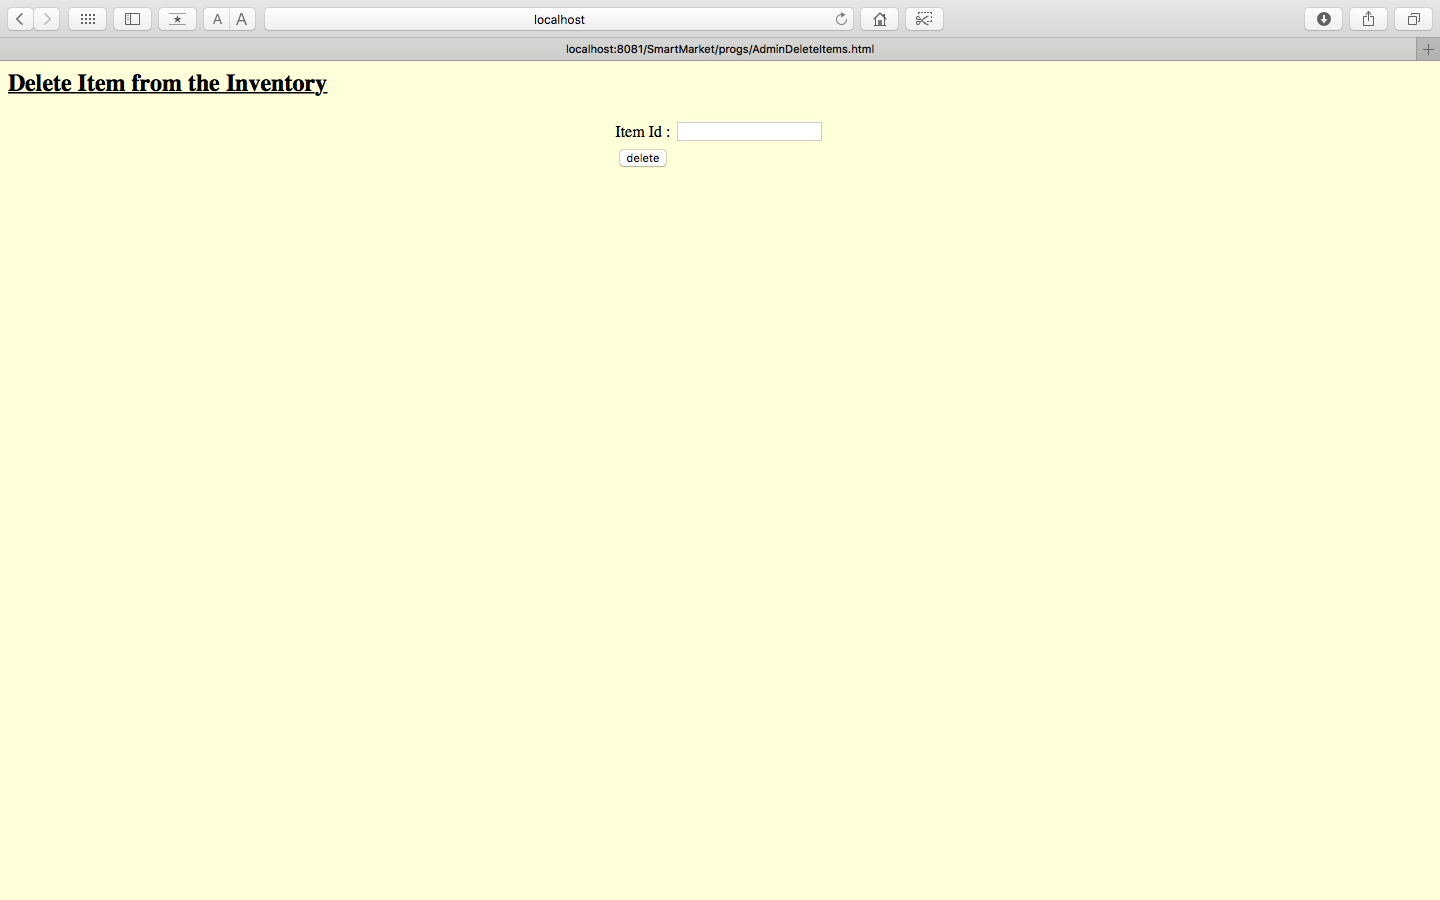 A A
localhost
localhost:8081/SmartMarket/progs/AdminDeleteItems.html
Delete Item from the Inventory
Item Id :
delete